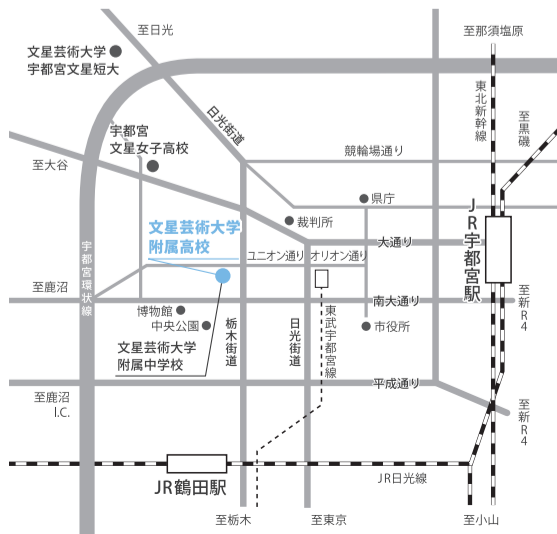 至日光
至那須塩原
文星芸術大学
宇都宮文星短大
日光街道
東北新幹線
至黒磯
宇都宮
文星女子高校
競輪場通り
至大谷
県庁
裁判所
JR宇都宮駅
文星芸術大学
附属高校
大通り
ユニオン通り
オリオン通り
宇都宮環状線
至鹿沼
南大通り
至新R4
博物館
中央公園
栃木街道
日光街道
東武宇都宮線
市役所
文星芸術大学
附属中学校
平成通り
至鹿沼
I.C.
至新R4
JR鶴田駅
JR日光線
至栃木
至東京
至小山